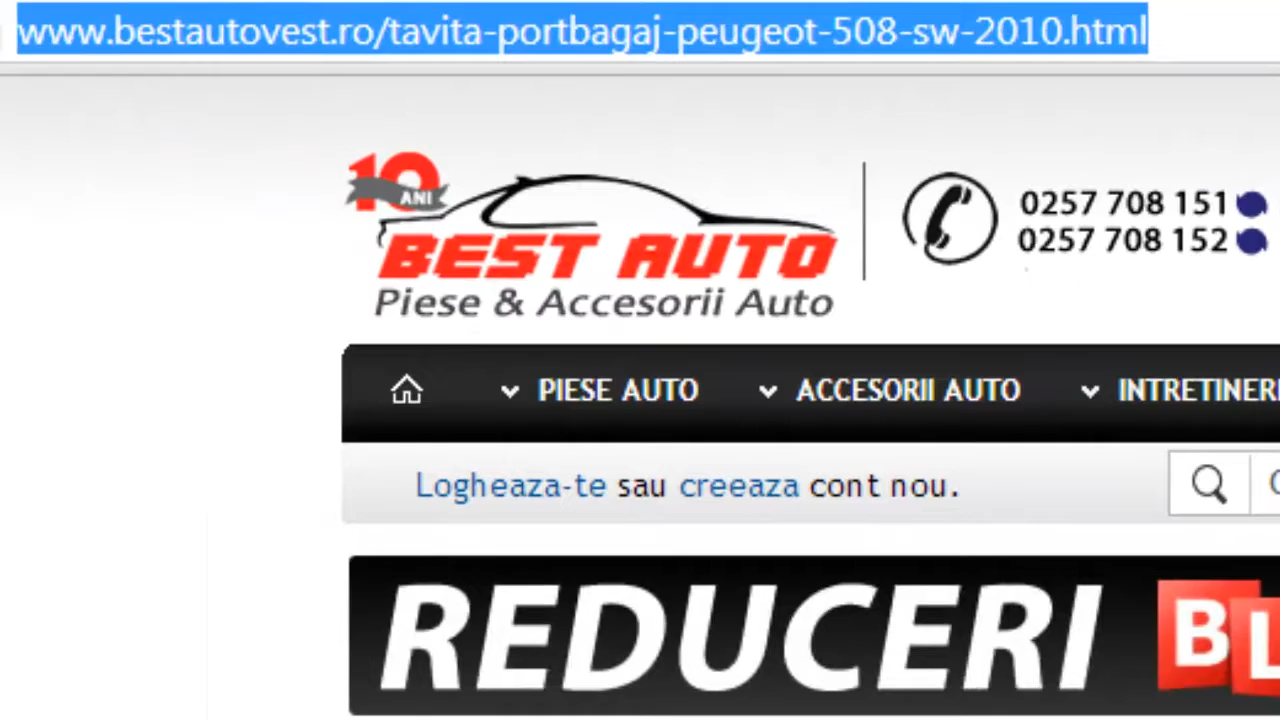 www.bestautovest.ro/tavita-portbagaj-peugeot-508-sw-2010.html
10 ANI
BEST AUTO
Piese & Accesorii Auto
0257 708 151
0257 708 152
PIESE AUTO ACCESORII AUTO
Logheaza-te sau creeaza cont nou.
REDUCERI